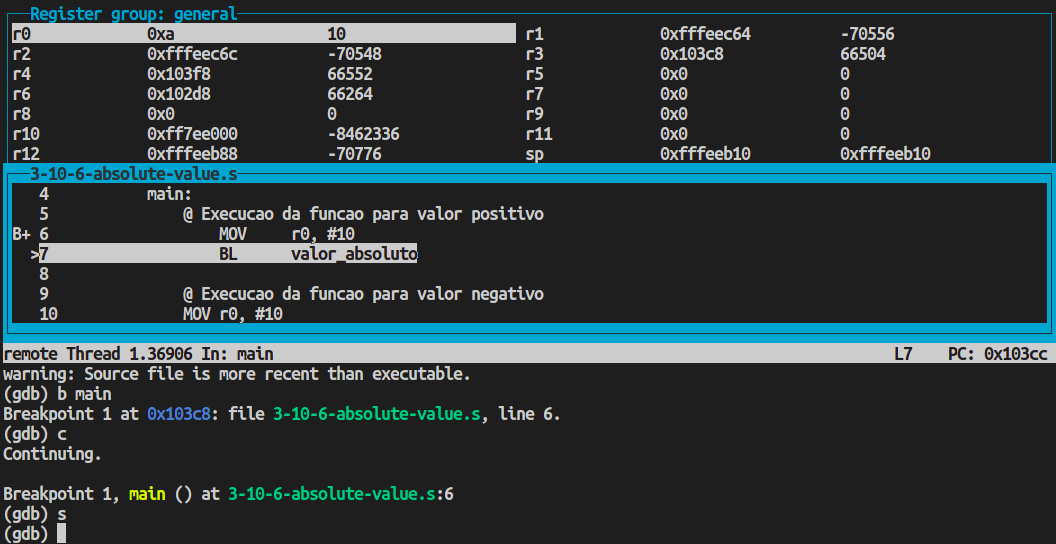 Register group: general
r0 0xa 10 r1 0xfffeec64 -70556
r2 0xfffeec6c -70548 r3 0x103c8 66504
r4 0x103f8 66552 r5 0x0 0
r6 0x102d8 66264 r7 0x0 0
r8 0x0 0 r9 0x0 0
r10 0xff7ee000 -8462336 r11 0x0 0
r12 0xfffeeb88 -70776 sp 0xfffeeb10 0xfffeeb10
3-10-6-absolute-value.s
4 main:
5 @ Execucao da funcao para valor positivo
B+ 6 MOV r0, #10
>7 BL valor_absoluto
8
9 @ Execucao da funcao para valor negativo
10 MOV r0, #10
remote Thread 1.36906 In: main L7 PC: 0x103cc
warning: Source file is more recent than executable.
(gdb) b main
Breakpoint 1 at 0x103c8: file 3-10-6-absolute-value.s, line 6.
(gdb) c
Continuing.
Breakpoint 1, main () at 3-10-6-absolute-value.s:6
(gdb) s
(gdb)